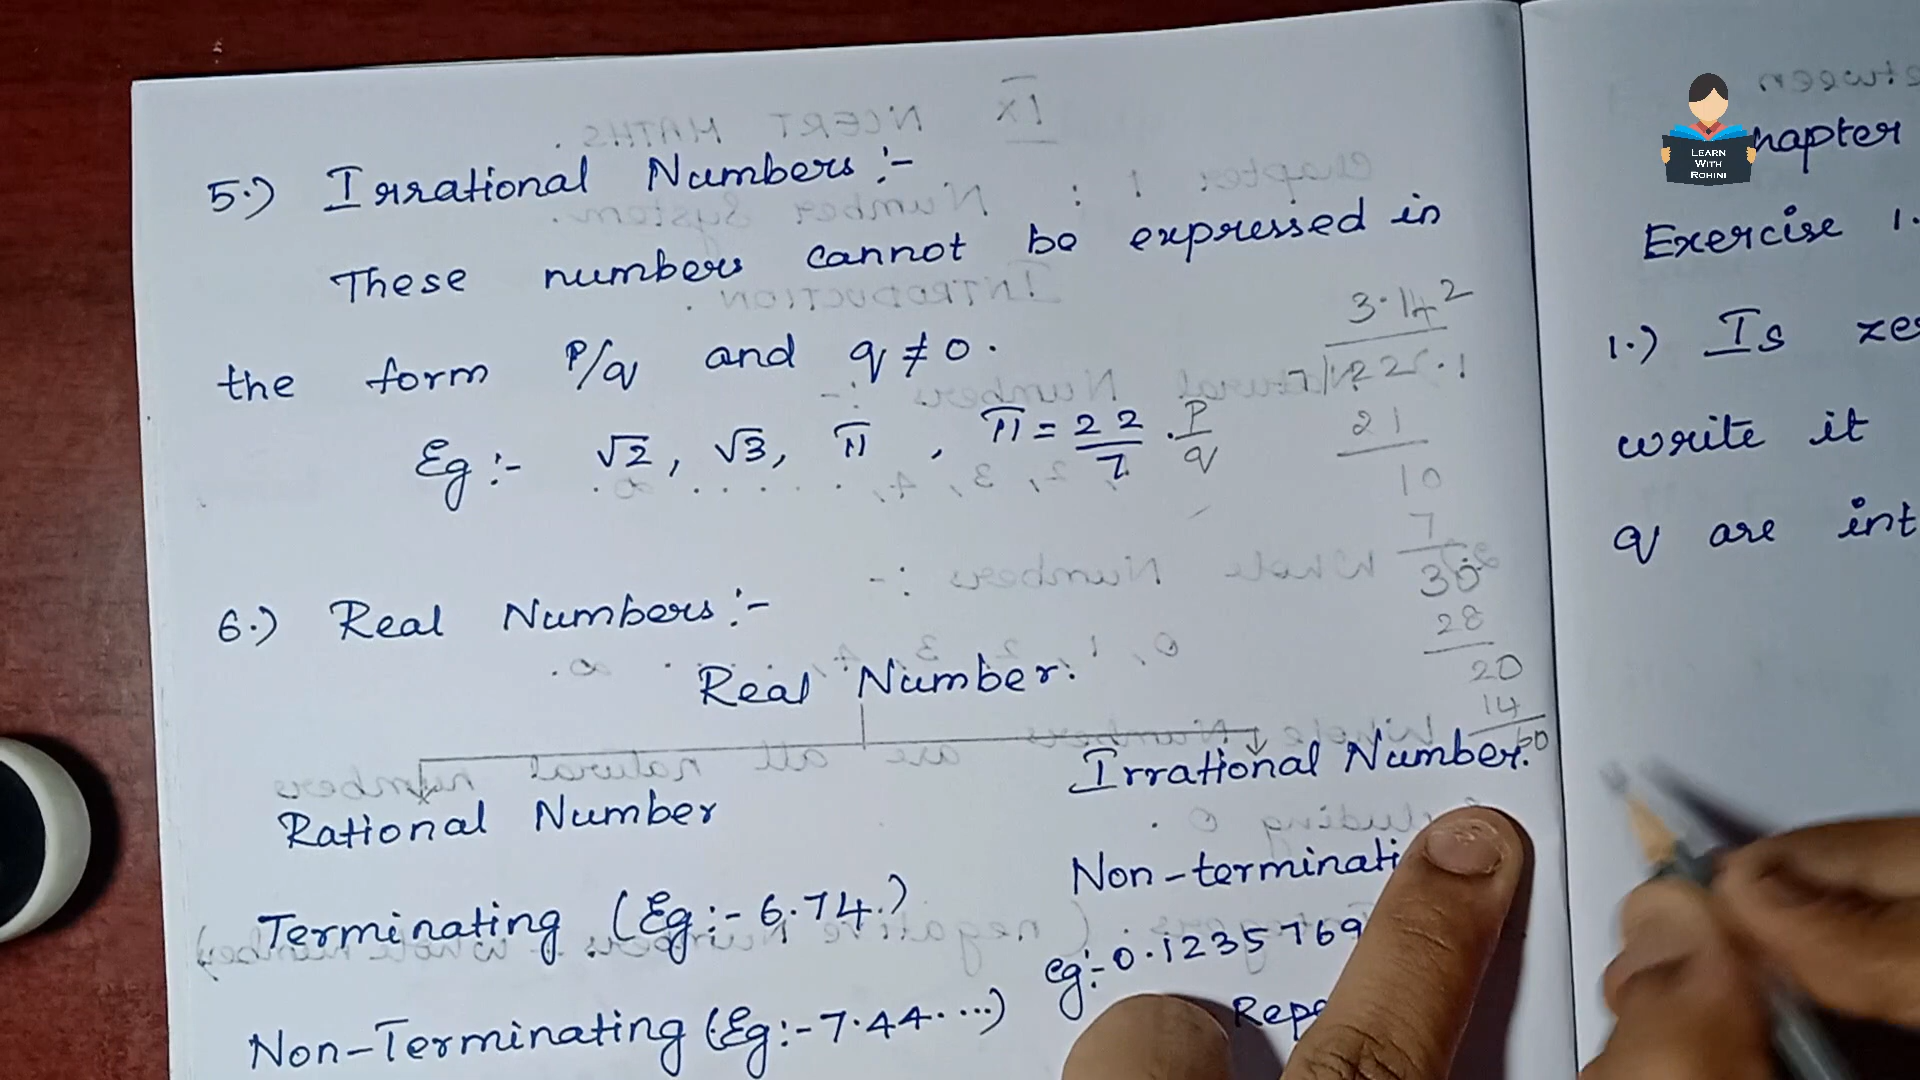 5.) Irrational Numbers :-
These numbers cannot be expressed in
the form P/q and q ≠ 0.
Eg :- √2, √3, π, π = 22/7 . P/q
3.142
7 22.1
21
10
7
30
28
20
14
60
6.) Real Numbers :-
Real Number.
Rational Number
Irrational Number.
Terminating (Eg :- 6.74.)
Non-terminati
eg :- 0.1235769
Non-Terminating (Eg :- 7.44....)
Repe
LEARN
WITH
ROHINI
hapter
Exercise 1.
1.) Is ze
write it
q are int